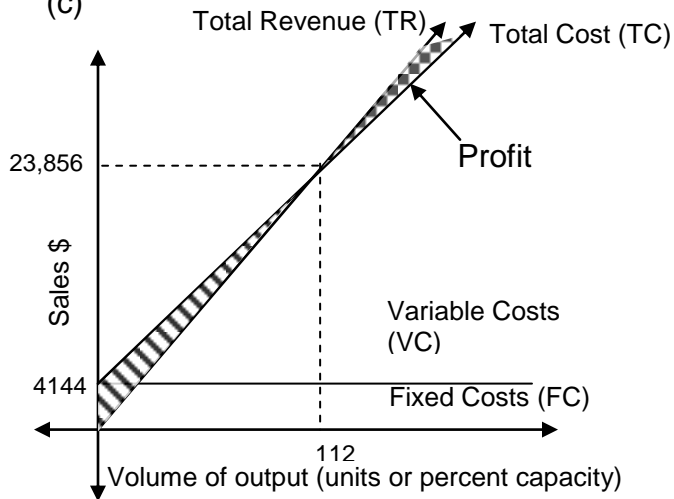 (c)
Total Revenue (TR)
Total Cost (TC)
Profit
23,856
Sales $
Variable Costs
(VC)
4144
Fixed Costs (FC)
112
Volume of output (units or percent capacity)